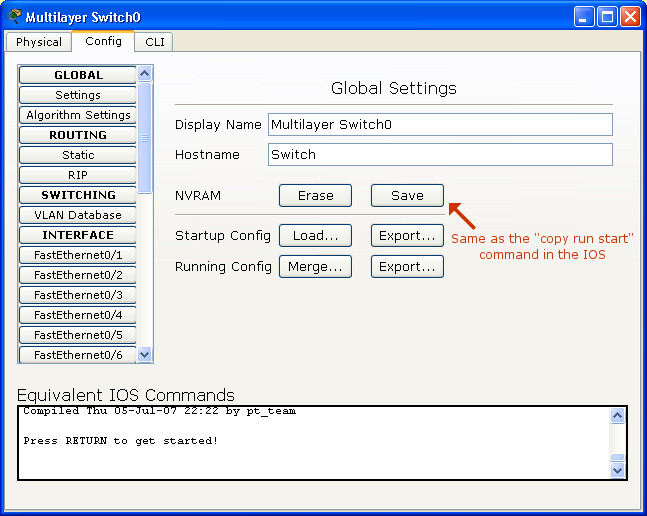 Multilayer Switch0
Physical
Config
CLI
GLOBAL
Settings
Algorithm Settings
ROUTING
Static
RIP
SWITCHING
VLAN Database
INTERFACE
FastEthernet0/1
FastEthernet0/2
FastEthernet0/3
FastEthernet0/4
FastEthernet0/5
FastEthernet0/6
Global Settings
Display Name Multilayer Switch0
Hostname Switch
NVRAM Erase Save
Startup Config Load... Export...
Running Config Merge... Export...
Same as the "copy run start"
command in the IOS
Equivalent IOS Commands
Compiled Thu 05-Jul-07 22:22 by pt_team
Press RETURN to get started!